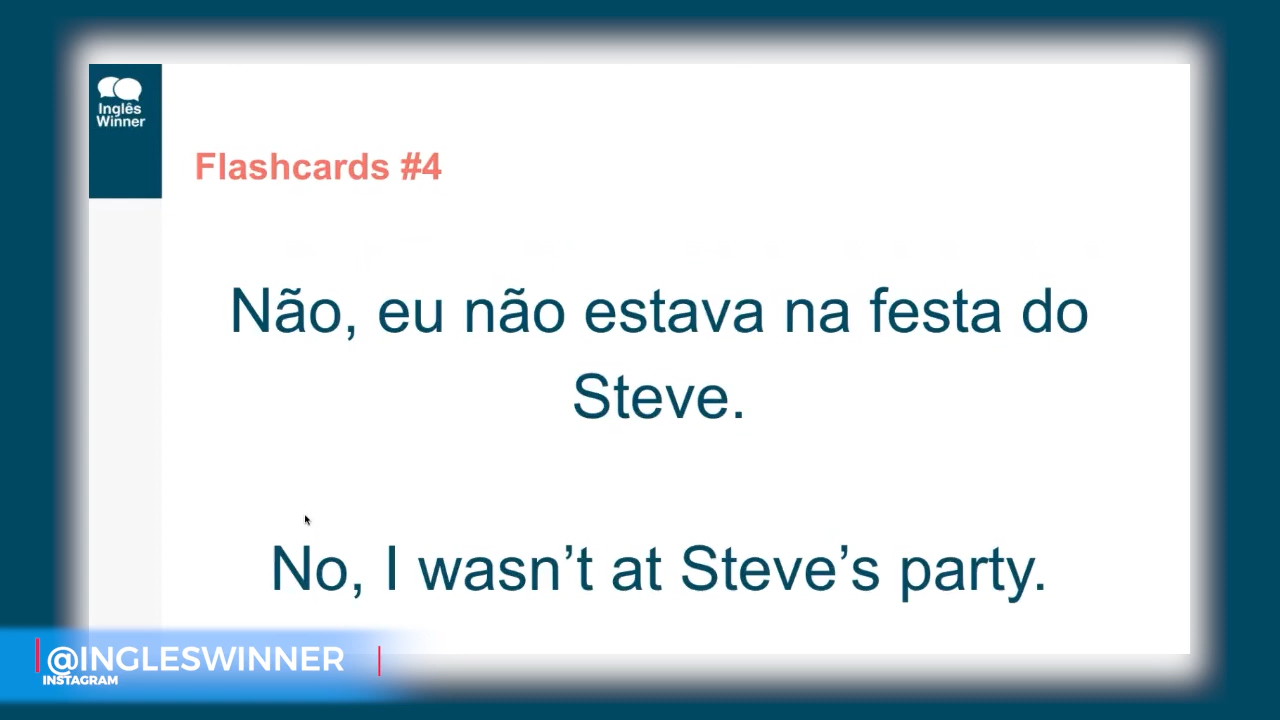 Inglês
Winner
Flashcards #4
Não, eu não estava na festa do
Steve.
No, I wasn’t at Steve’s party.
@INGLESWINNER
INSTAGRAM